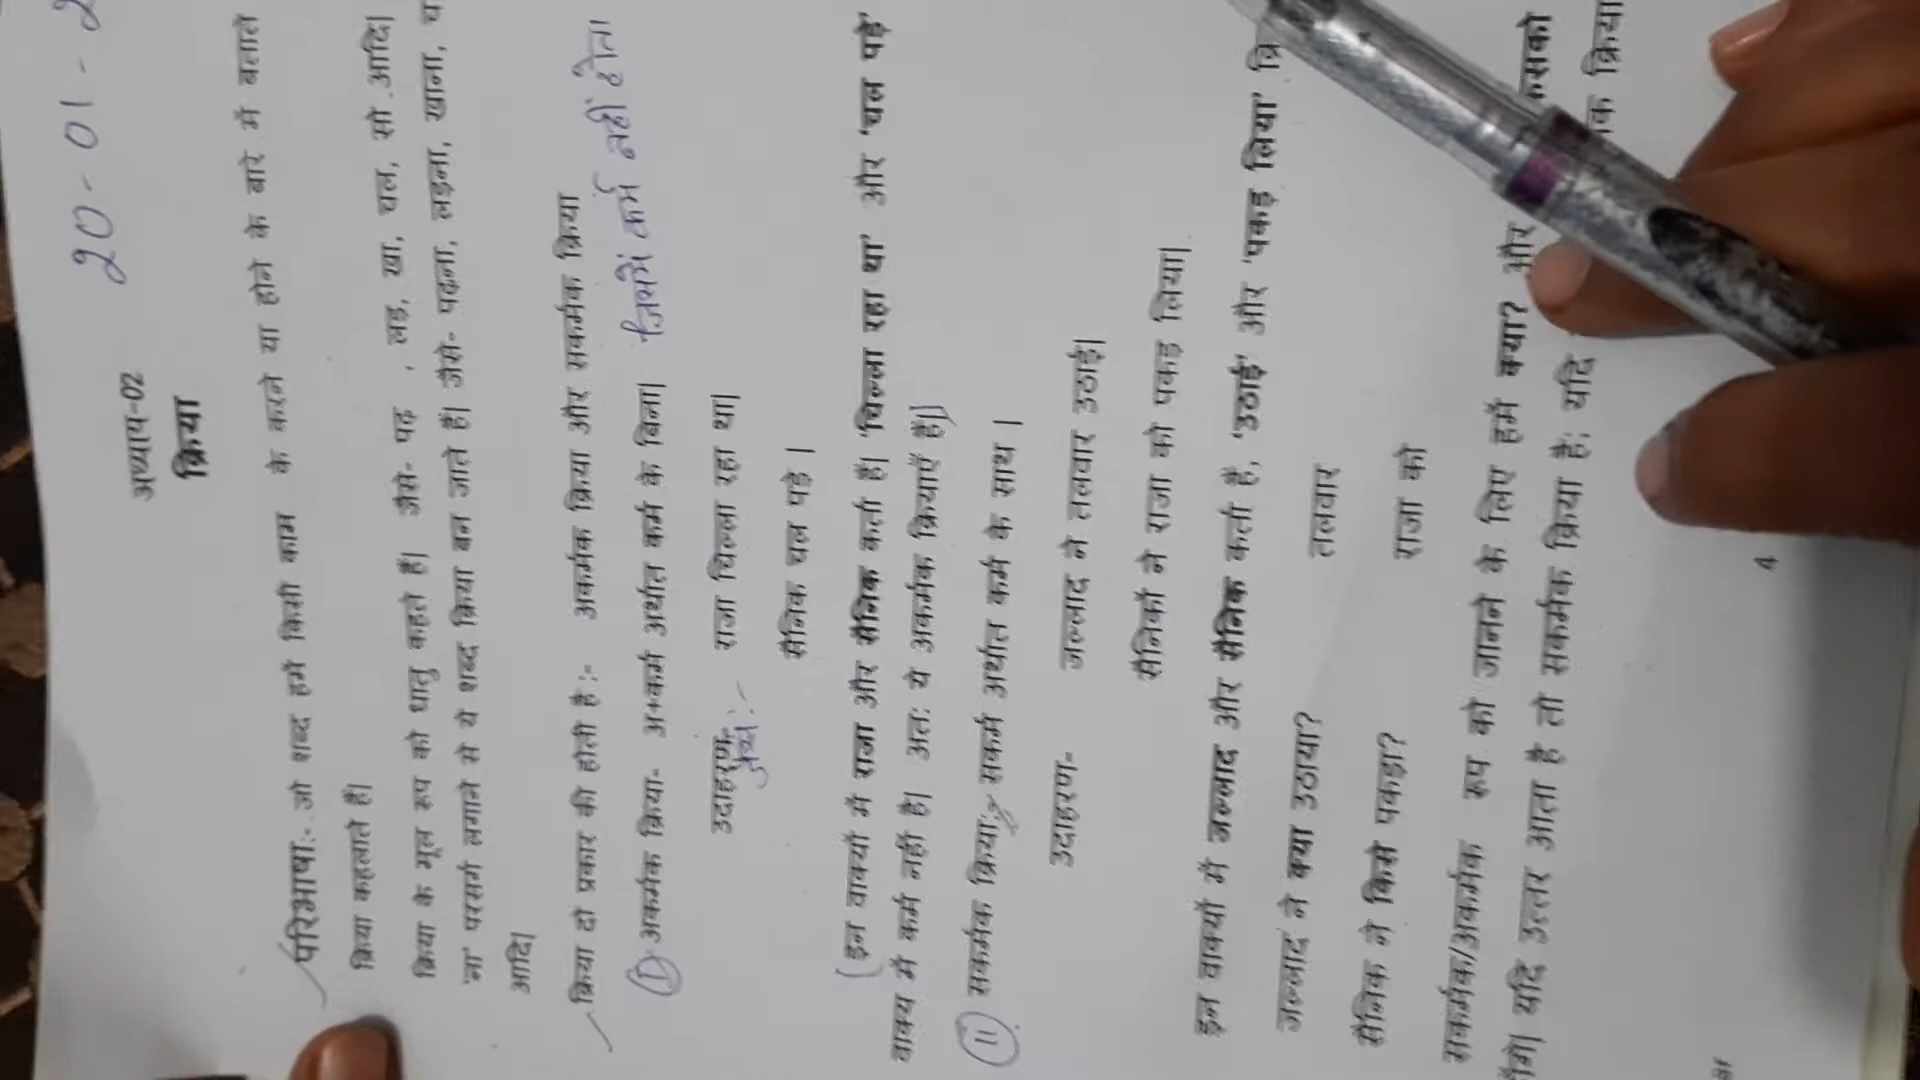 20-01-2
अध्याय-02
क्रिया
परिभाषा:- जो शब्द हमे किसी काम के करने या होने के बारे में बताते
क्रिया कहलाते हैं।
क्रिया के मूल रूप को धातु कहते हैं। जैसे- पढ़ , लड़, खा, चल, सो .आदि।
'ना' परसर्ग लगाने से ये शब्द क्रिया बन जाते हैं। जैसे- पढ़ना, लड़ना, खाना,
आदि।
क्रिया दो प्रकार की होती है :- अकर्मक क्रिया और सकर्मक क्रिया
(i) अकर्मक क्रिया- अ+कर्म अर्थात कर्म के बिना। जिसमें कर्म नहीं होता
उदाहरण- राजा चिल्ला रहा था।
सैनिक चल पड़े ।
(इन वाक्यों में राजा और सैनिक कर्ता हैं। 'चिल्ला रहा था' और 'चल पड़े'
वाक्य में कर्म नहीं है। अत: ये अकर्मक क्रियाएँ हैं।)
(ii) सकर्मक क्रिया:- सकर्म अर्थात कर्म के साथ ।
उदाहरण- जल्लाद ने तलवार उठाई।
सैनिकों ने राजा को पकड़ लिया।
इन वाक्यों में जल्लाद और सैनिक कर्ता हैं, 'उठाई' और 'पकड़ लिया' क्रि
जल्लाद ने क्या उठाया? तलवार
सैनिक ने किसे पकड़ा? राजा को
सकर्मक/अकर्मक रूप को जानने के लिए हमें क्या? और
यदि उत्तर आता है तो सकर्मक क्रिया है; यदि क्रिया
4